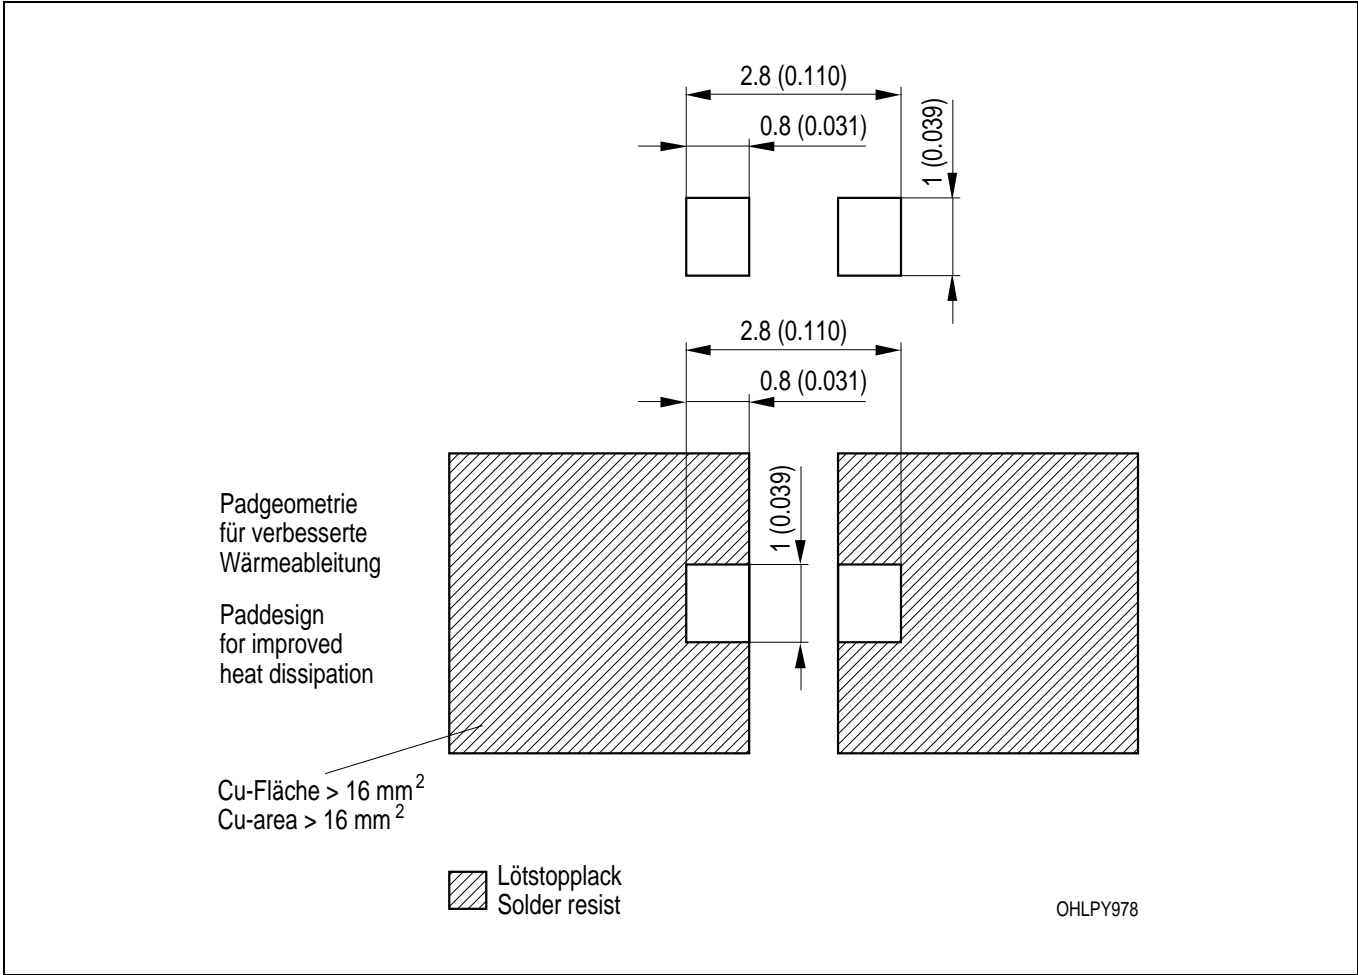 2.8 (0.110)
0.8 (0.031)
1 (0.039)
2.8 (0.110)
0.8 (0.031)
1 (0.039)
Padgeometrie
für verbesserte
Wärmeableitung
Paddesign
for improved
heat dissipation
Cu-Fläche > 16 mm²
Cu-area > 16 mm²
Lötstopplack
Solder resist
OHLPY978